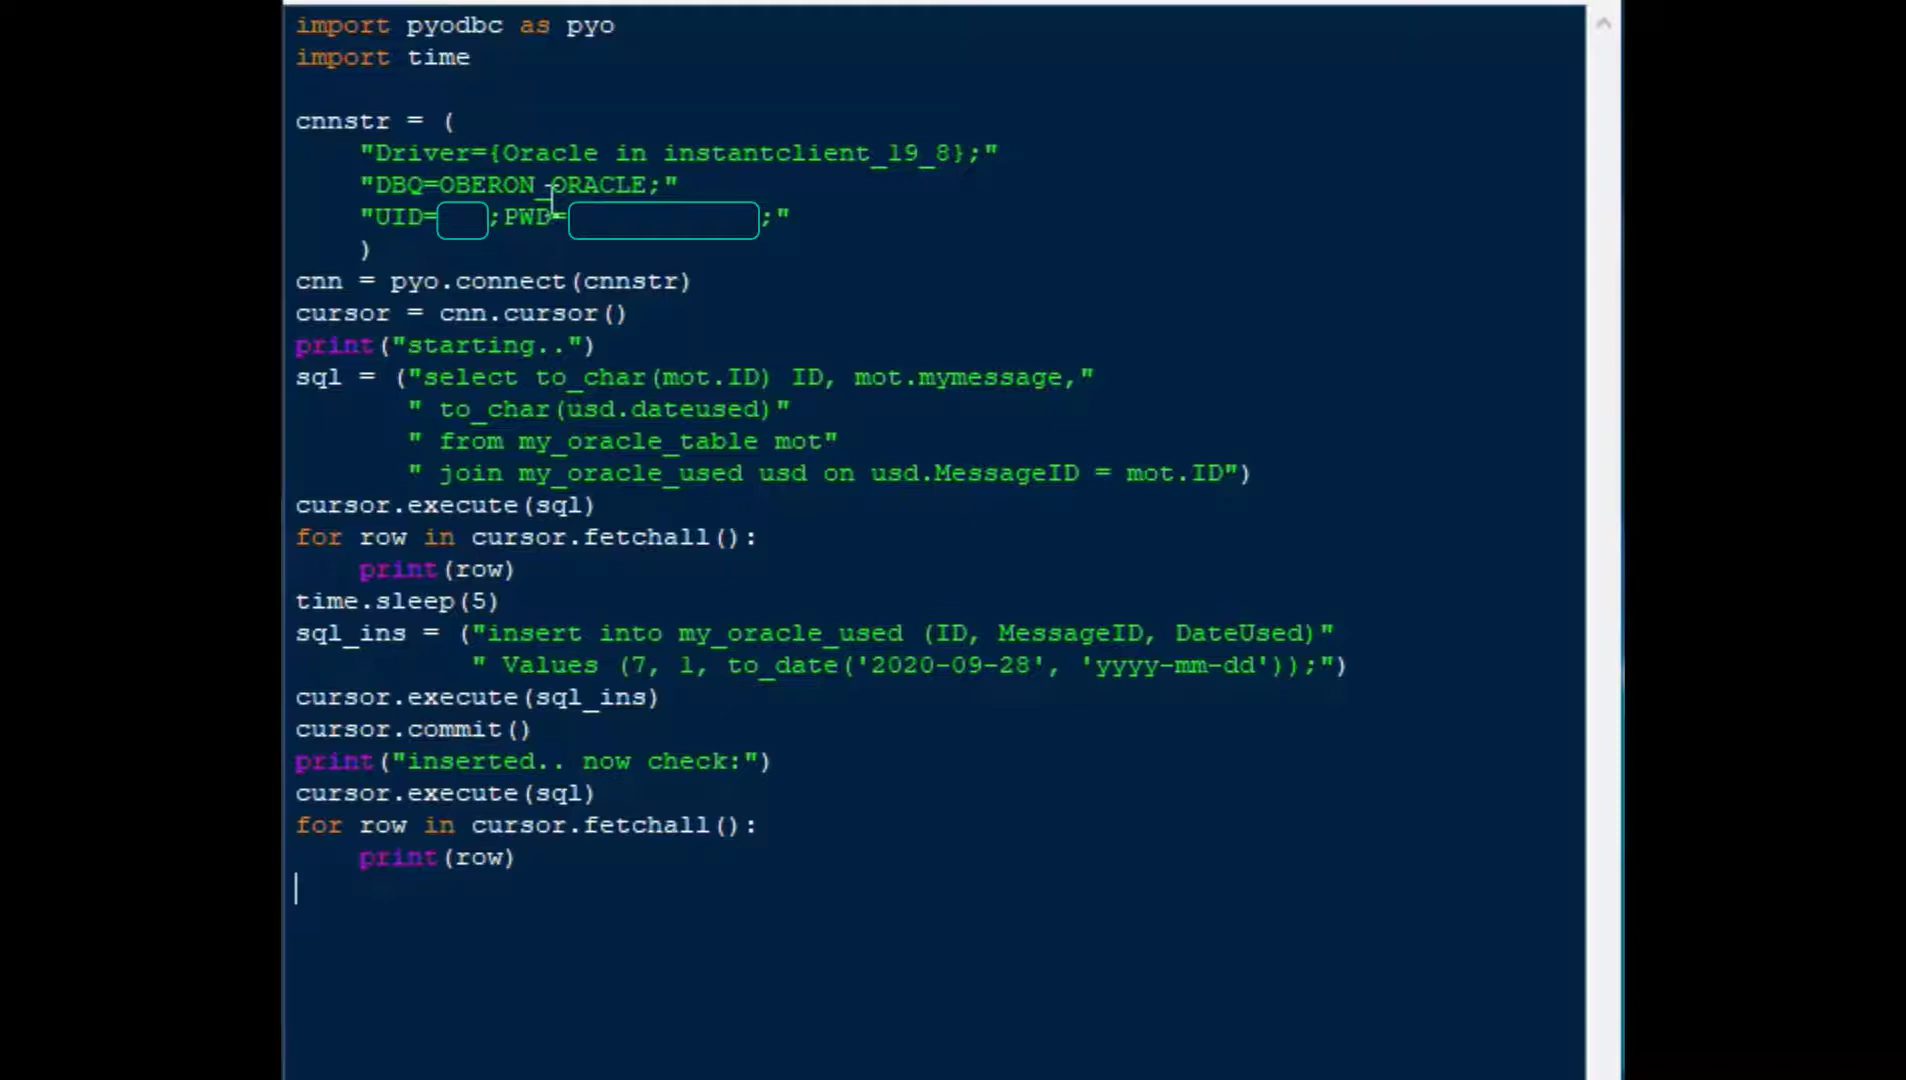 import pyodbc as pyo
import time
cnnstr = (
"Driver={Oracle in instantclient_19_8};"
"DBQ=OBERON_ORACLE;"
"UID= ;PWD= ;"
)
cnn = pyo.connect(cnnstr)
cursor = cnn.cursor()
print("starting..")
sql = ("select to_char(mot.ID) ID, mot.mymessage,"
" to_char(usd.dateused)"
" from my_oracle_table mot"
" join my_oracle_used usd on usd.MessageID = mot.ID")
cursor.execute(sql)
for row in cursor.fetchall():
print(row)
time.sleep(5)
sql_ins = ("insert into my_oracle_used (ID, MessageID, DateUsed)"
" Values (7, 1, to_date('2020-09-28', 'yyyy-mm-dd'));")
cursor.execute(sql_ins)
cursor.commit()
print("inserted.. now check:")
cursor.execute(sql)
for row in cursor.fetchall():
print(row)